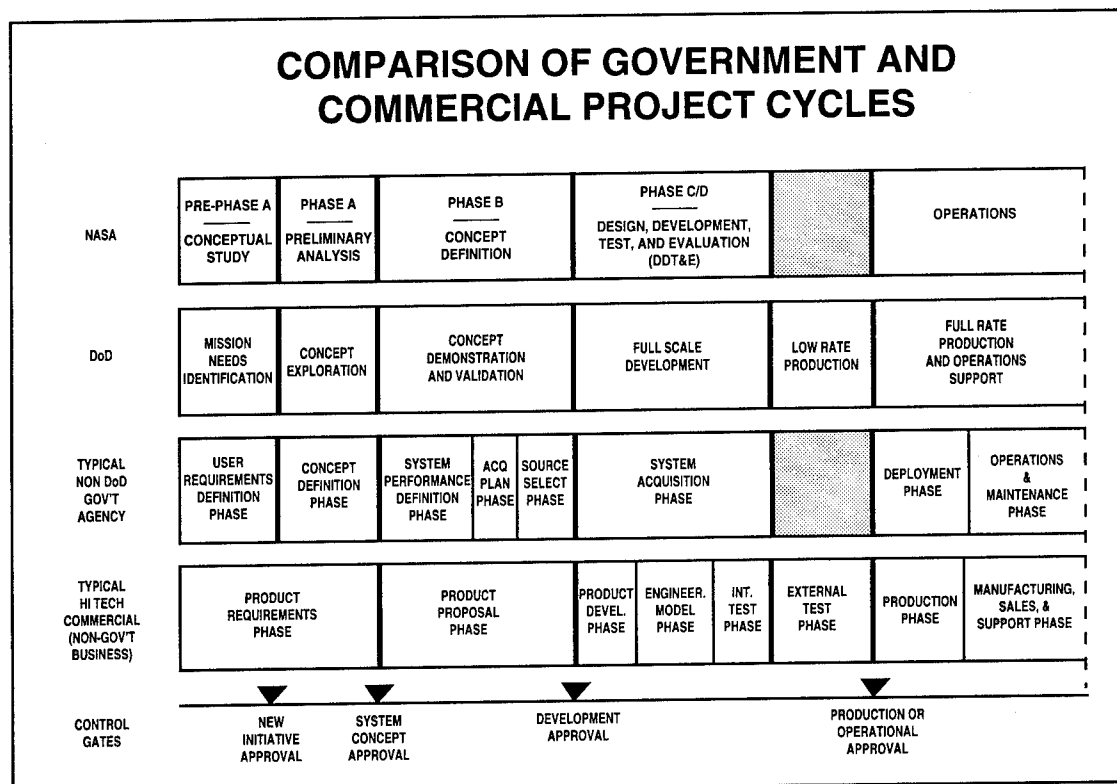 COMPARISON OF GOVERNMENT AND
COMMERCIAL PROJECT CYCLES
NASA
PRE-PHASE A
CONCEPTUAL
STUDY
PHASE A
PRELIMINARY
ANALYSIS
PHASE B
CONCEPT
DEFINITION
PHASE C/D
DESIGN, DEVELOPMENT,
TEST, AND EVALUATION
(DDT&E)
OPERATIONS
DoD
MISSION
NEEDS
IDENTIFICATION
CONCEPT
EXPLORATION
CONCEPT
DEMONSTRATION
AND VALIDATION
FULL SCALE
DEVELOPMENT
LOW RATE
PRODUCTION
FULL RATE
PRODUCTION
AND OPERATIONS
SUPPORT
TYPICAL
NON DoD
GOV'T
AGENCY
USER
REQUIREMENTS
DEFINITION
PHASE
CONCEPT
DEFINITION
PHASE
SYSTEM
PERFORMANCE
DEFINITION
PHASE
ACQ
PLAN
PHASE
SOURCE
SELECT
PHASE
SYSTEM
ACQUISITION
PHASE
DEPLOYMENT
PHASE
OPERATIONS
&
MAINTENANCE
PHASE
TYPICAL
HI TECH
COMMERCIAL
(NON-GOV'T
BUSINESS)
PRODUCT
REQUIREMENTS
PHASE
PRODUCT
PROPOSAL
PHASE
PRODUCT
DEVEL.
PHASE
ENGINEER.
MODEL
PHASE
INT.
TEST
PHASE
EXTERNAL
TEST
PHASE
PRODUCTION
PHASE
MANUFACTURING,
SALES, &
SUPPORT PHASE
CONTROL
GATES
NEW
INITIATIVE
APPROVAL
SYSTEM
CONCEPT
APPROVAL
DEVELOPMENT
APPROVAL
PRODUCTION OR
OPERATIONAL
APPROVAL